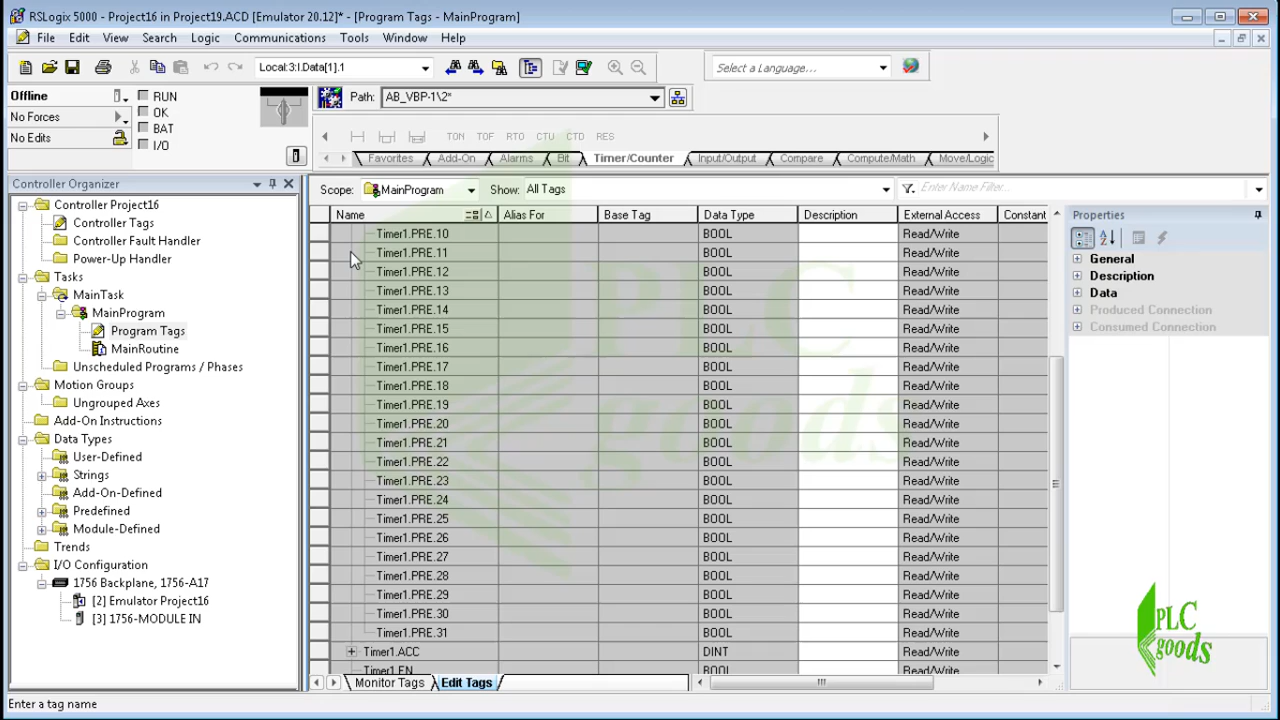 RSLogix 5000 - Project16 in Project19.ACD [Emulator 20.12]* - [Program Tags - MainProgram]
File Edit View Search Logic Communications Tools Window Help
Local:3:I.Data[1].1
Select a Language...
Offline
RUN
No Forces
OK
No Edits
BAT
I/O
Path: AB_VBP-1\2*
TON TOF RTO CTU CTD RES
Favorites Add-On Alarms Bit Timer/Counter Input/Output Compare Compute/Math Move/Logic
Controller Organizer
Controller Project16
Controller Tags
Controller Fault Handler
Power-Up Handler
Tasks
MainTask
MainProgram
Program Tags
MainRoutine
Unscheduled Programs / Phases
Motion Groups
Ungrouped Axes
Add-On Instructions
Data Types
User-Defined
Strings
Add-On-Defined
Predefined
Module-Defined
Trends
I/O Configuration
1756 Backplane, 1756-A17
[2] Emulator Project16
[3] 1756-MODULE IN
Scope: MainProgram Show: All Tags Enter Name Filter...
Name Alias For Base Tag Data Type Description External Access Constant
Timer1.PRE.10 BOOL Read/Write
Timer1.PRE.11 BOOL Read/Write
Timer1.PRE.12 BOOL Read/Write
Timer1.PRE.13 BOOL Read/Write
Timer1.PRE.14 BOOL Read/Write
Timer1.PRE.15 BOOL Read/Write
Timer1.PRE.16 BOOL Read/Write
Timer1.PRE.17 BOOL Read/Write
Timer1.PRE.18 BOOL Read/Write
Timer1.PRE.19 BOOL Read/Write
Timer1.PRE.20 BOOL Read/Write
Timer1.PRE.21 BOOL Read/Write
Timer1.PRE.22 BOOL Read/Write
Timer1.PRE.23 BOOL Read/Write
Timer1.PRE.24 BOOL Read/Write
Timer1.PRE.25 BOOL Read/Write
Timer1.PRE.26 BOOL Read/Write
Timer1.PRE.27 BOOL Read/Write
Timer1.PRE.28 BOOL Read/Write
Timer1.PRE.29 BOOL Read/Write
Timer1.PRE.30 BOOL Read/Write
Timer1.PRE.31 BOOL Read/Write
Timer1.ACC DINT Read/Write
Timer1.EN BOOL Read/Write
Monitor Tags Edit Tags
Properties
General
Description
Data
Produced Connection
Consumed Connection
PLC
goods
PLC
goods
Enter a tag name